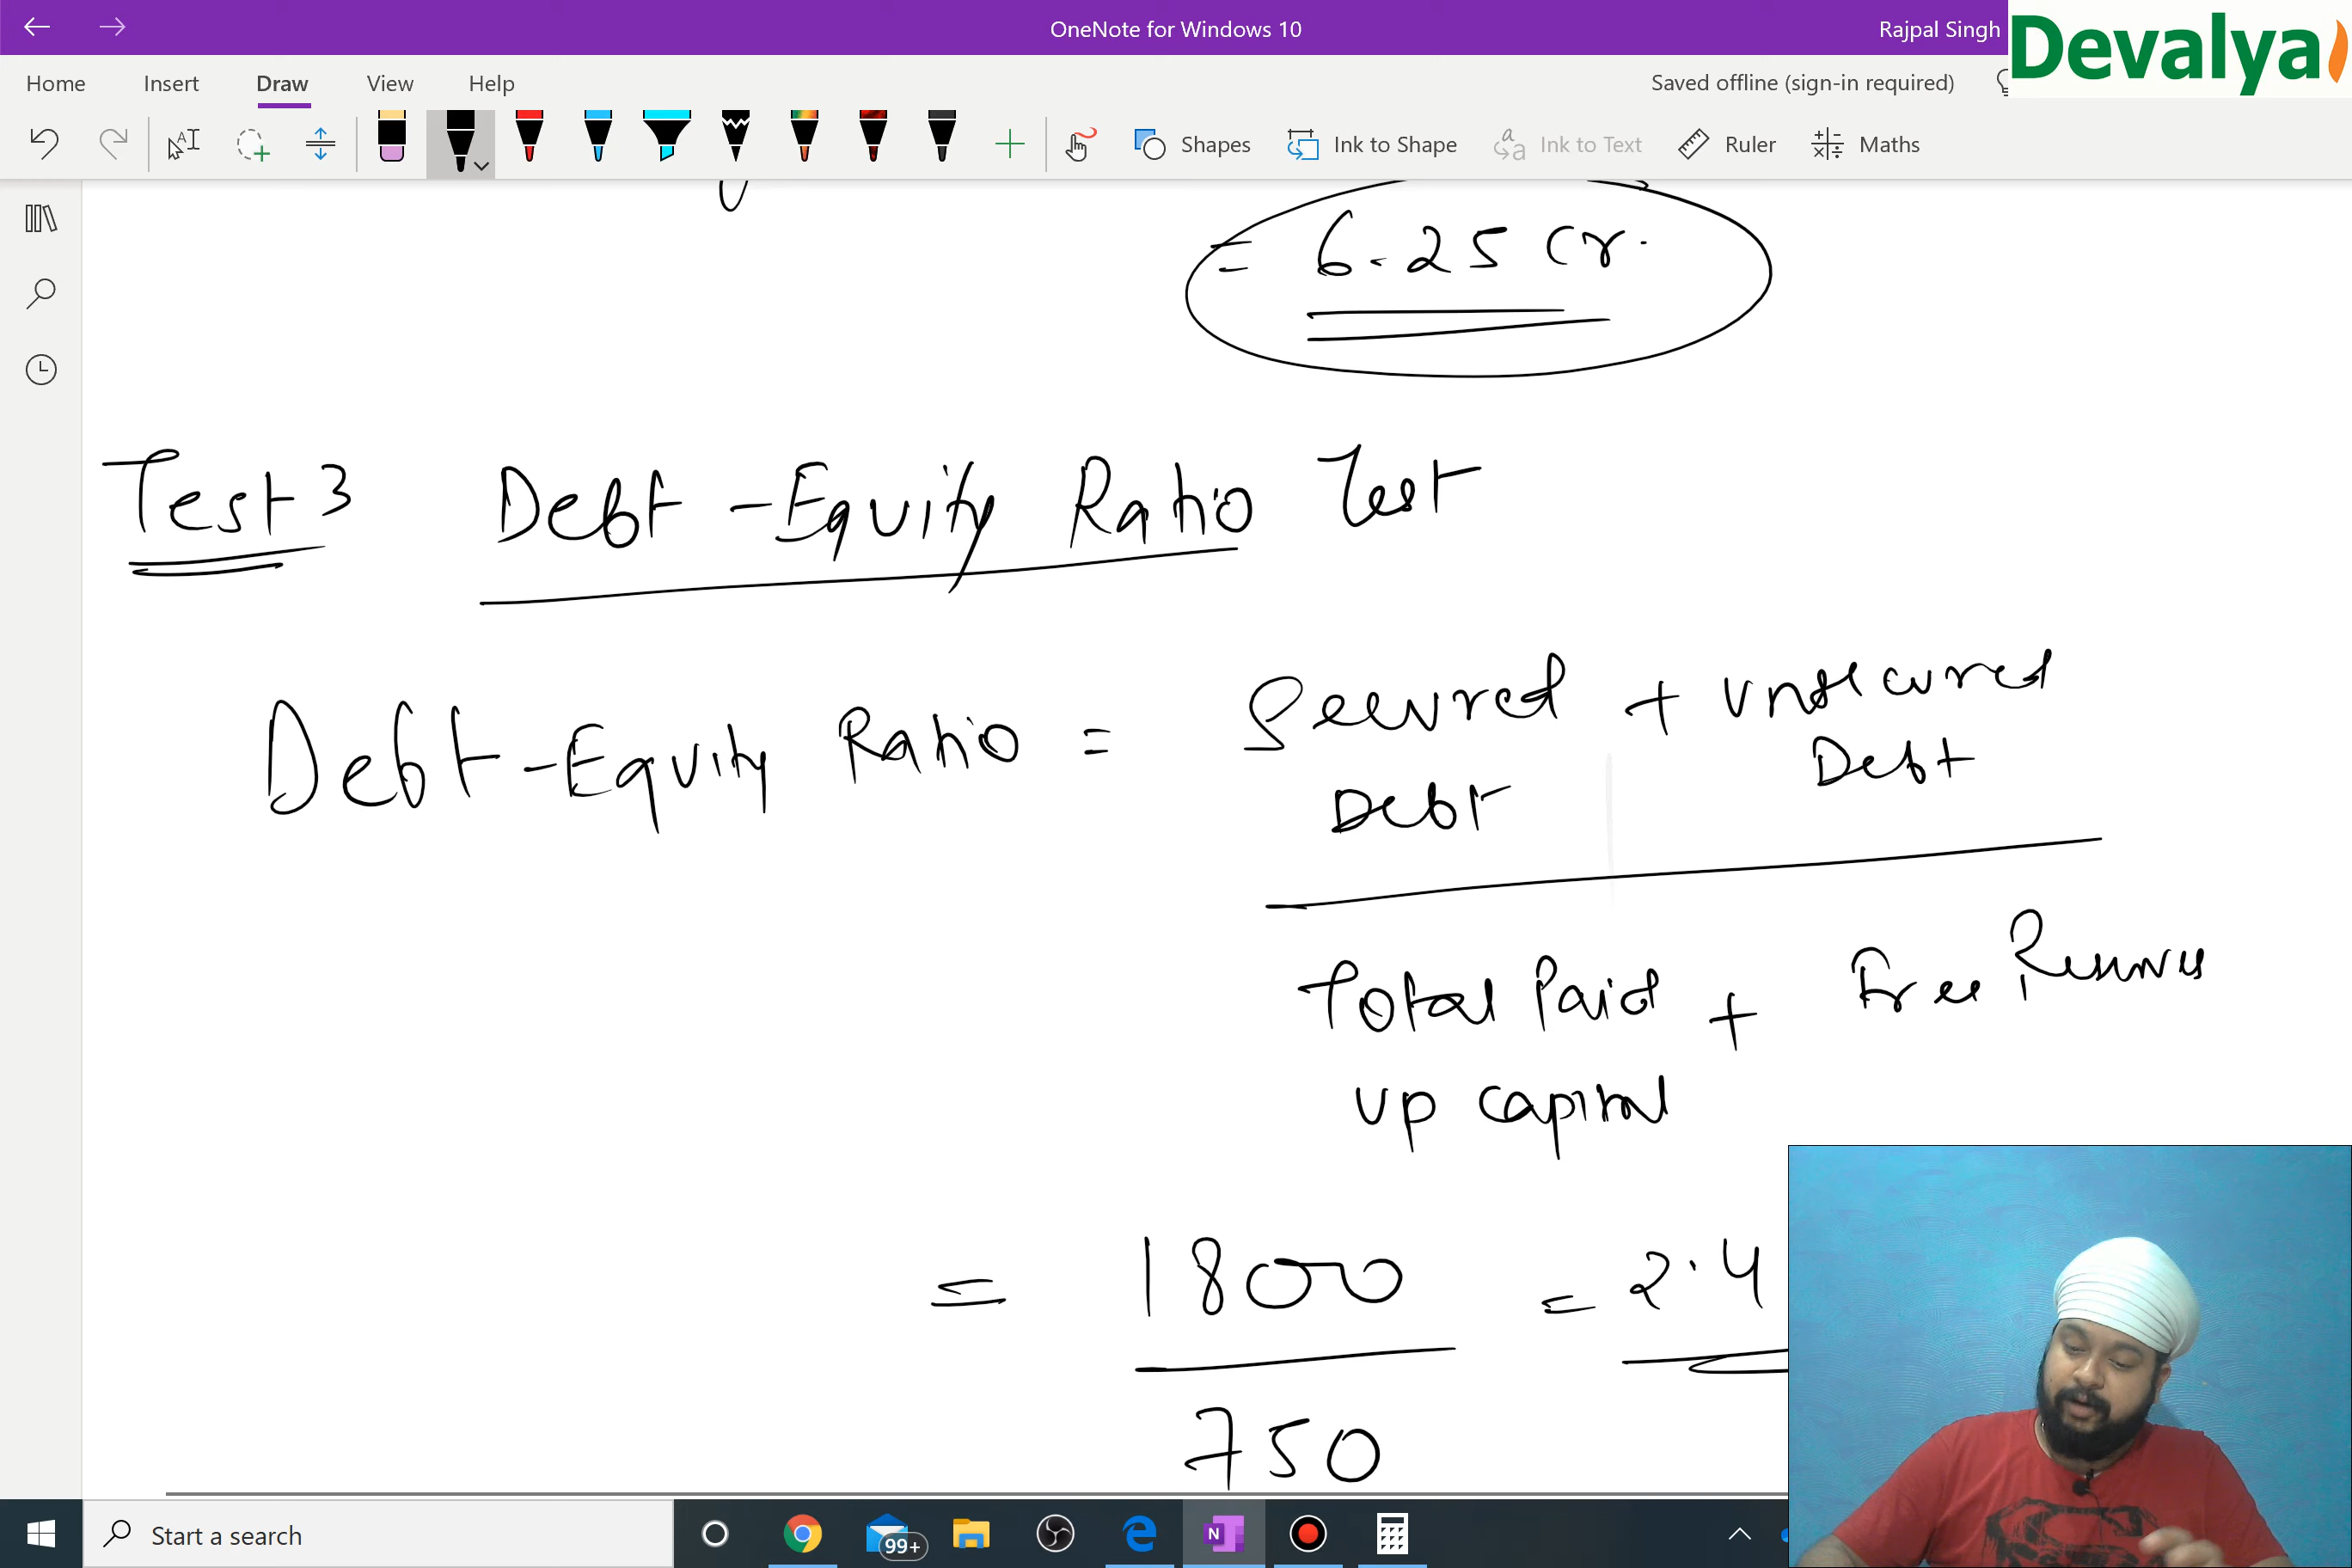 OneNote for Windows 10
Rajpal Singh
Devalya
Home Insert Draw View Help
Saved offline (sign-in required)
Shapes Ink to Shape Ink to Text Ruler Maths
= 6.25 Cr.
Test 3 Debt-Equity Ratio Test
Debt-Equity Ratio = Secured + Unsecured
Debt Debt
Total Paid + Free Reserves
up capital
= 1800 = 2.4
750
Start a search
99+